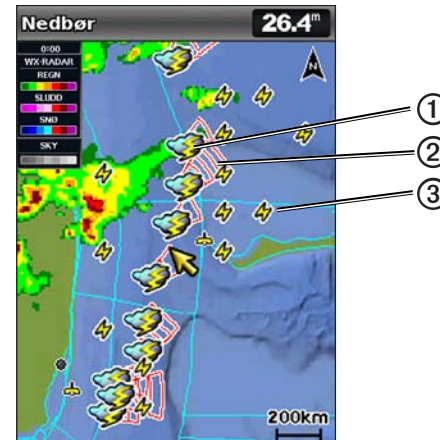 Nedbør 26.4m
0:00
WX-RADAR
REGN
SLUDD
SNØ
SKY
N
①
②
③
200km